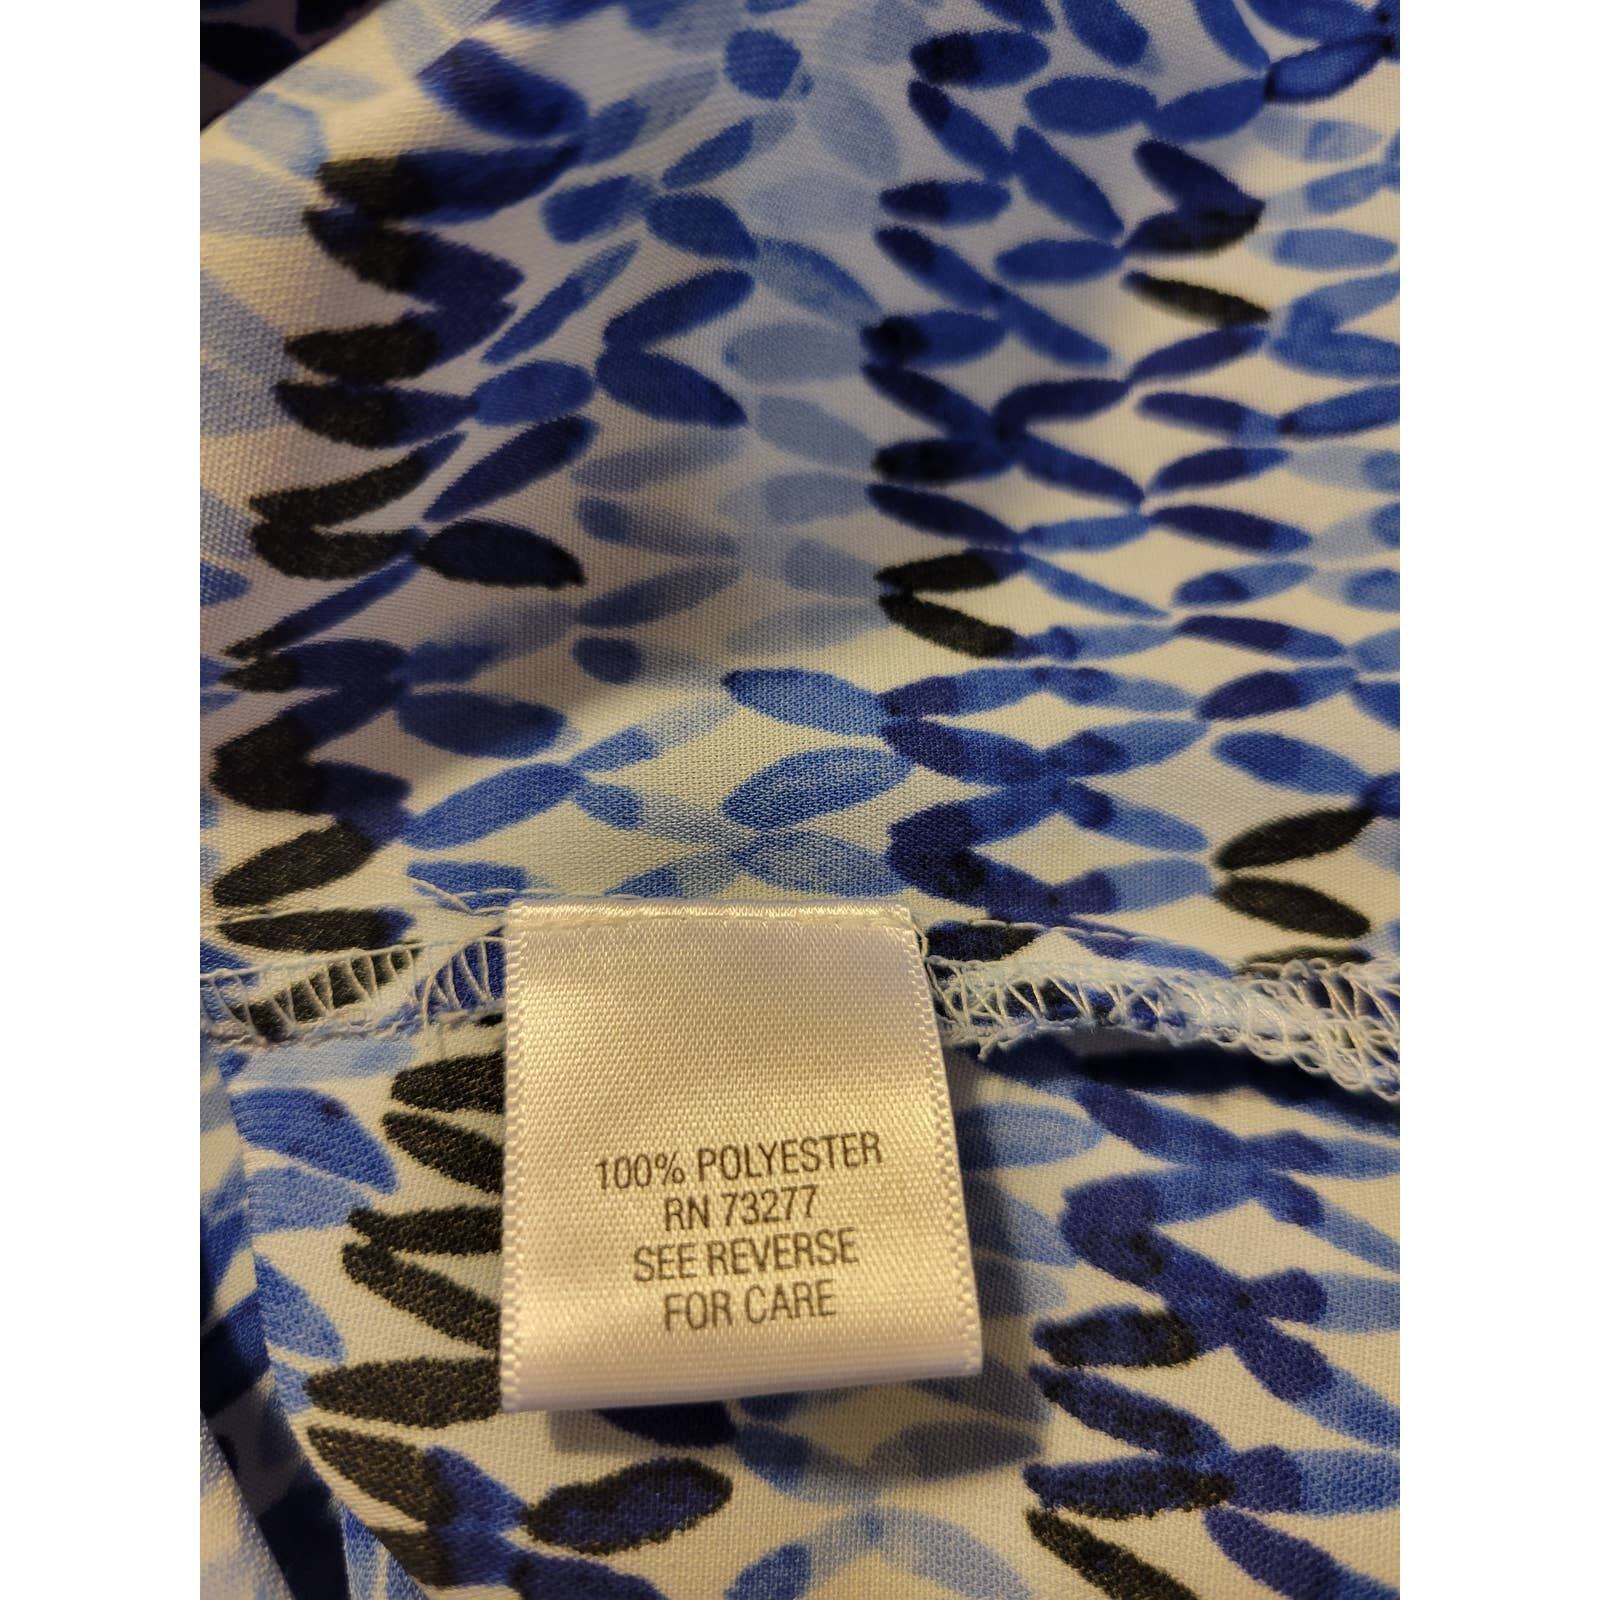 100% POLYESTER
RN 73277
SEE REVERSE
FOR CARE